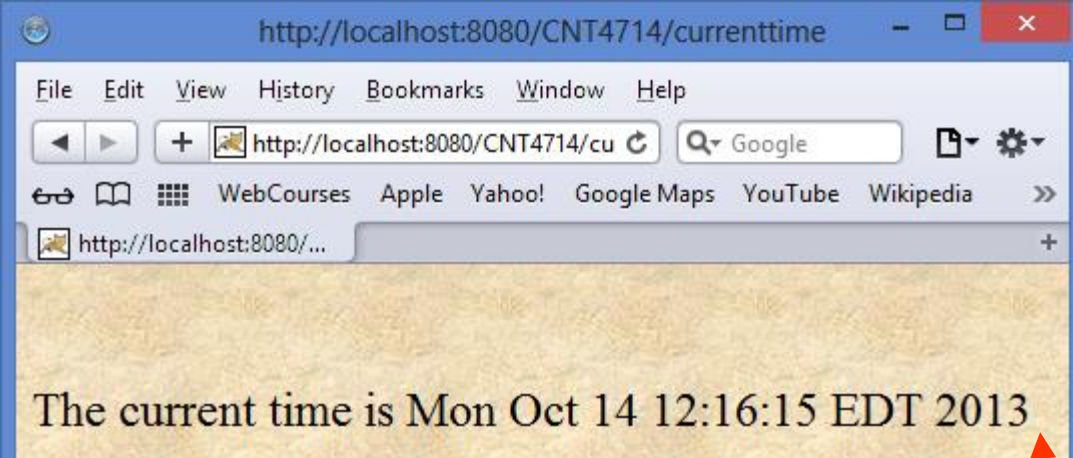 http://localhost:8080/CNT4714/currenttime
File Edit View History Bookmarks Window Help
http://localhost:8080/CNT4714/cu Google
WebCourses Apple Yahoo! Google Maps YouTube Wikipedia
http://localhost:8080/...
The current time is Mon Oct 14 12:16:15 EDT 2013